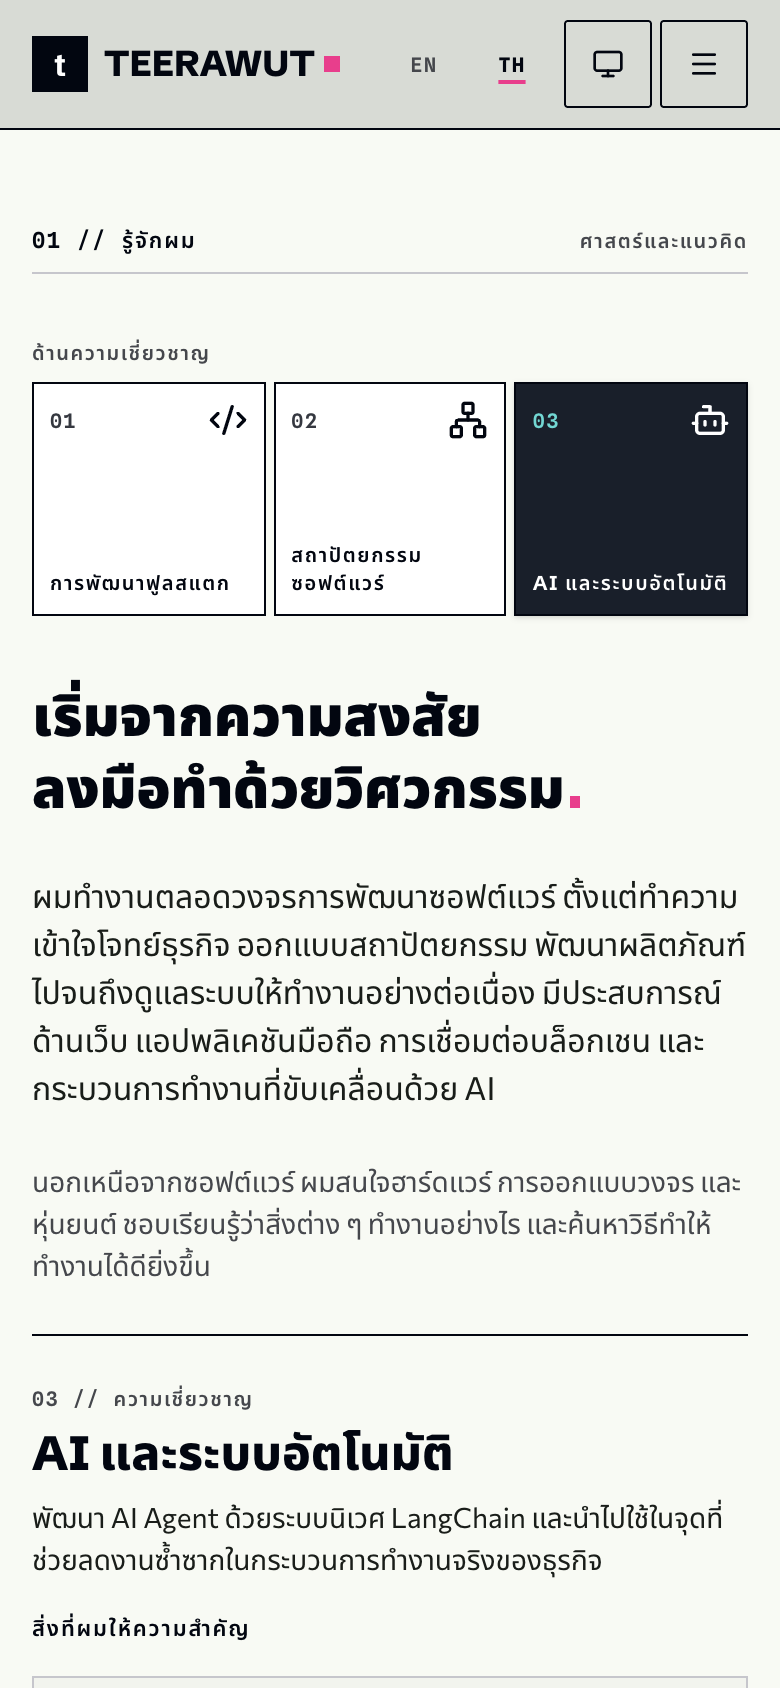 t TEERAWUT EN TH
01 // รู้จักผม ศาสตร์และแนวคิด
ด้านความเชี่ยวชาญ
01
การพัฒนาฟูลสแตก
02
สถาปัตยกรรม
ซอฟต์แวร์
03
AI และระบบอัตโนมัติ
เริ่มจากความสงสัย
ลงมือทำด้วยวิศวกรรม.
ผมทำงานตลอดวงจรการพัฒนาซอฟต์แวร์ ตั้งแต่ทำความ
เข้าใจโจทย์ธุรกิจ ออกแบบสถาปัตยกรรม พัฒนาผลิตภัณฑ์
ไปจนถึงดูแลระบบให้ทำงานอย่างต่อเนื่อง มีประสบการณ์
ด้านเว็บ แอปพลิเคชันมือถือ การเชื่อมต่อบล็อกเชน และ
กระบวนการทำงานที่ขับเคลื่อนด้วย AI
นอกเหนือจากซอฟต์แวร์ ผมสนใจฮาร์ดแวร์ การออกแบบวงจร และ
หุ่นยนต์ ชอบเรียนรู้ว่าสิ่งต่าง ๆ ทำงานอย่างไร และค้นหาวิธีทำให้
ทำงานได้ดียิ่งขึ้น
03 // ความเชี่ยวชาญ
AI และระบบอัตโนมัติ
พัฒนา AI Agent ด้วยระบบนิเวศ LangChain และนำไปใช้ในจุดที่
ช่วยลดงานซ้ำซากในกระบวนการทำงานจริงของธุรกิจ
สิ่งที่ผมให้ความสำคัญ